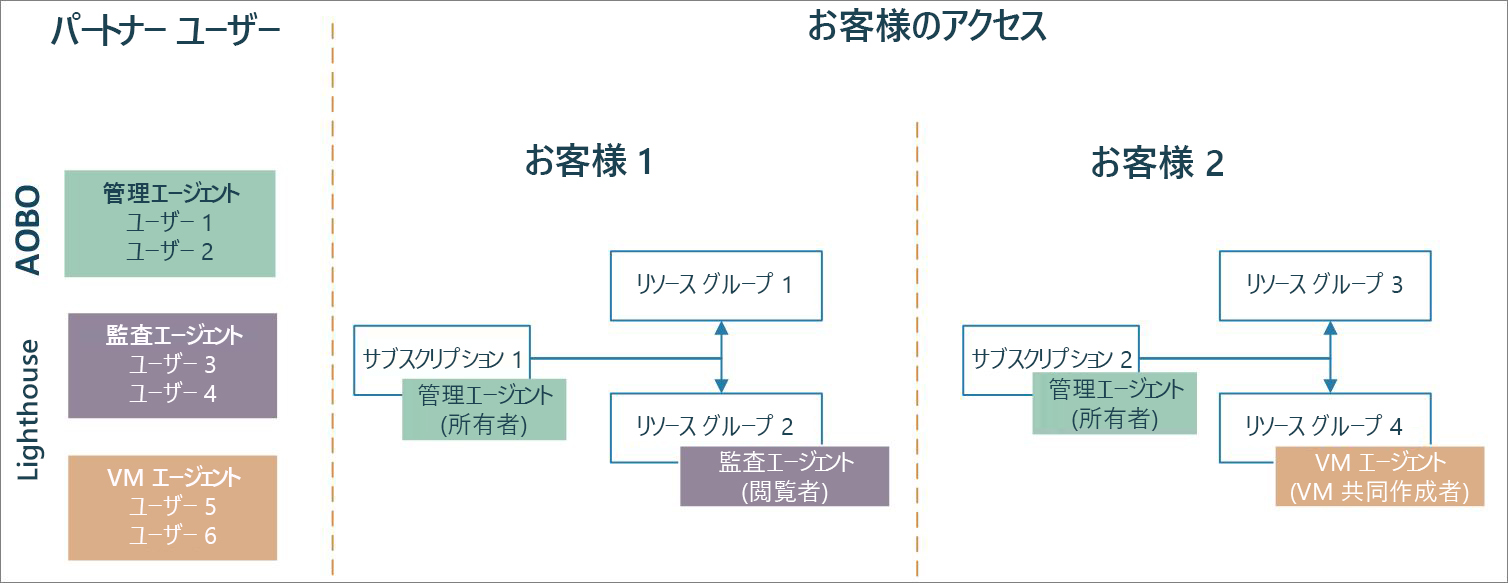 パートナー ユーザー
お客様のアクセス
お客様 1
お客様 2
AOBO
管理エージェント
ユーザー 1
ユーザー 2
Lighthouse
監査エージェント
ユーザー 3
ユーザー 4
VM エージェント
ユーザー 5
ユーザー 6
リソース グループ 1
サブスクリプション 1
管理エージェント
(所有者)
リソース グループ 2
監査エージェント
(閲覧者)
リソース グループ 3
サブスクリプション 2
管理エージェント
(所有者)
リソース グループ 4
VM エージェント
(VM 共同作成者)